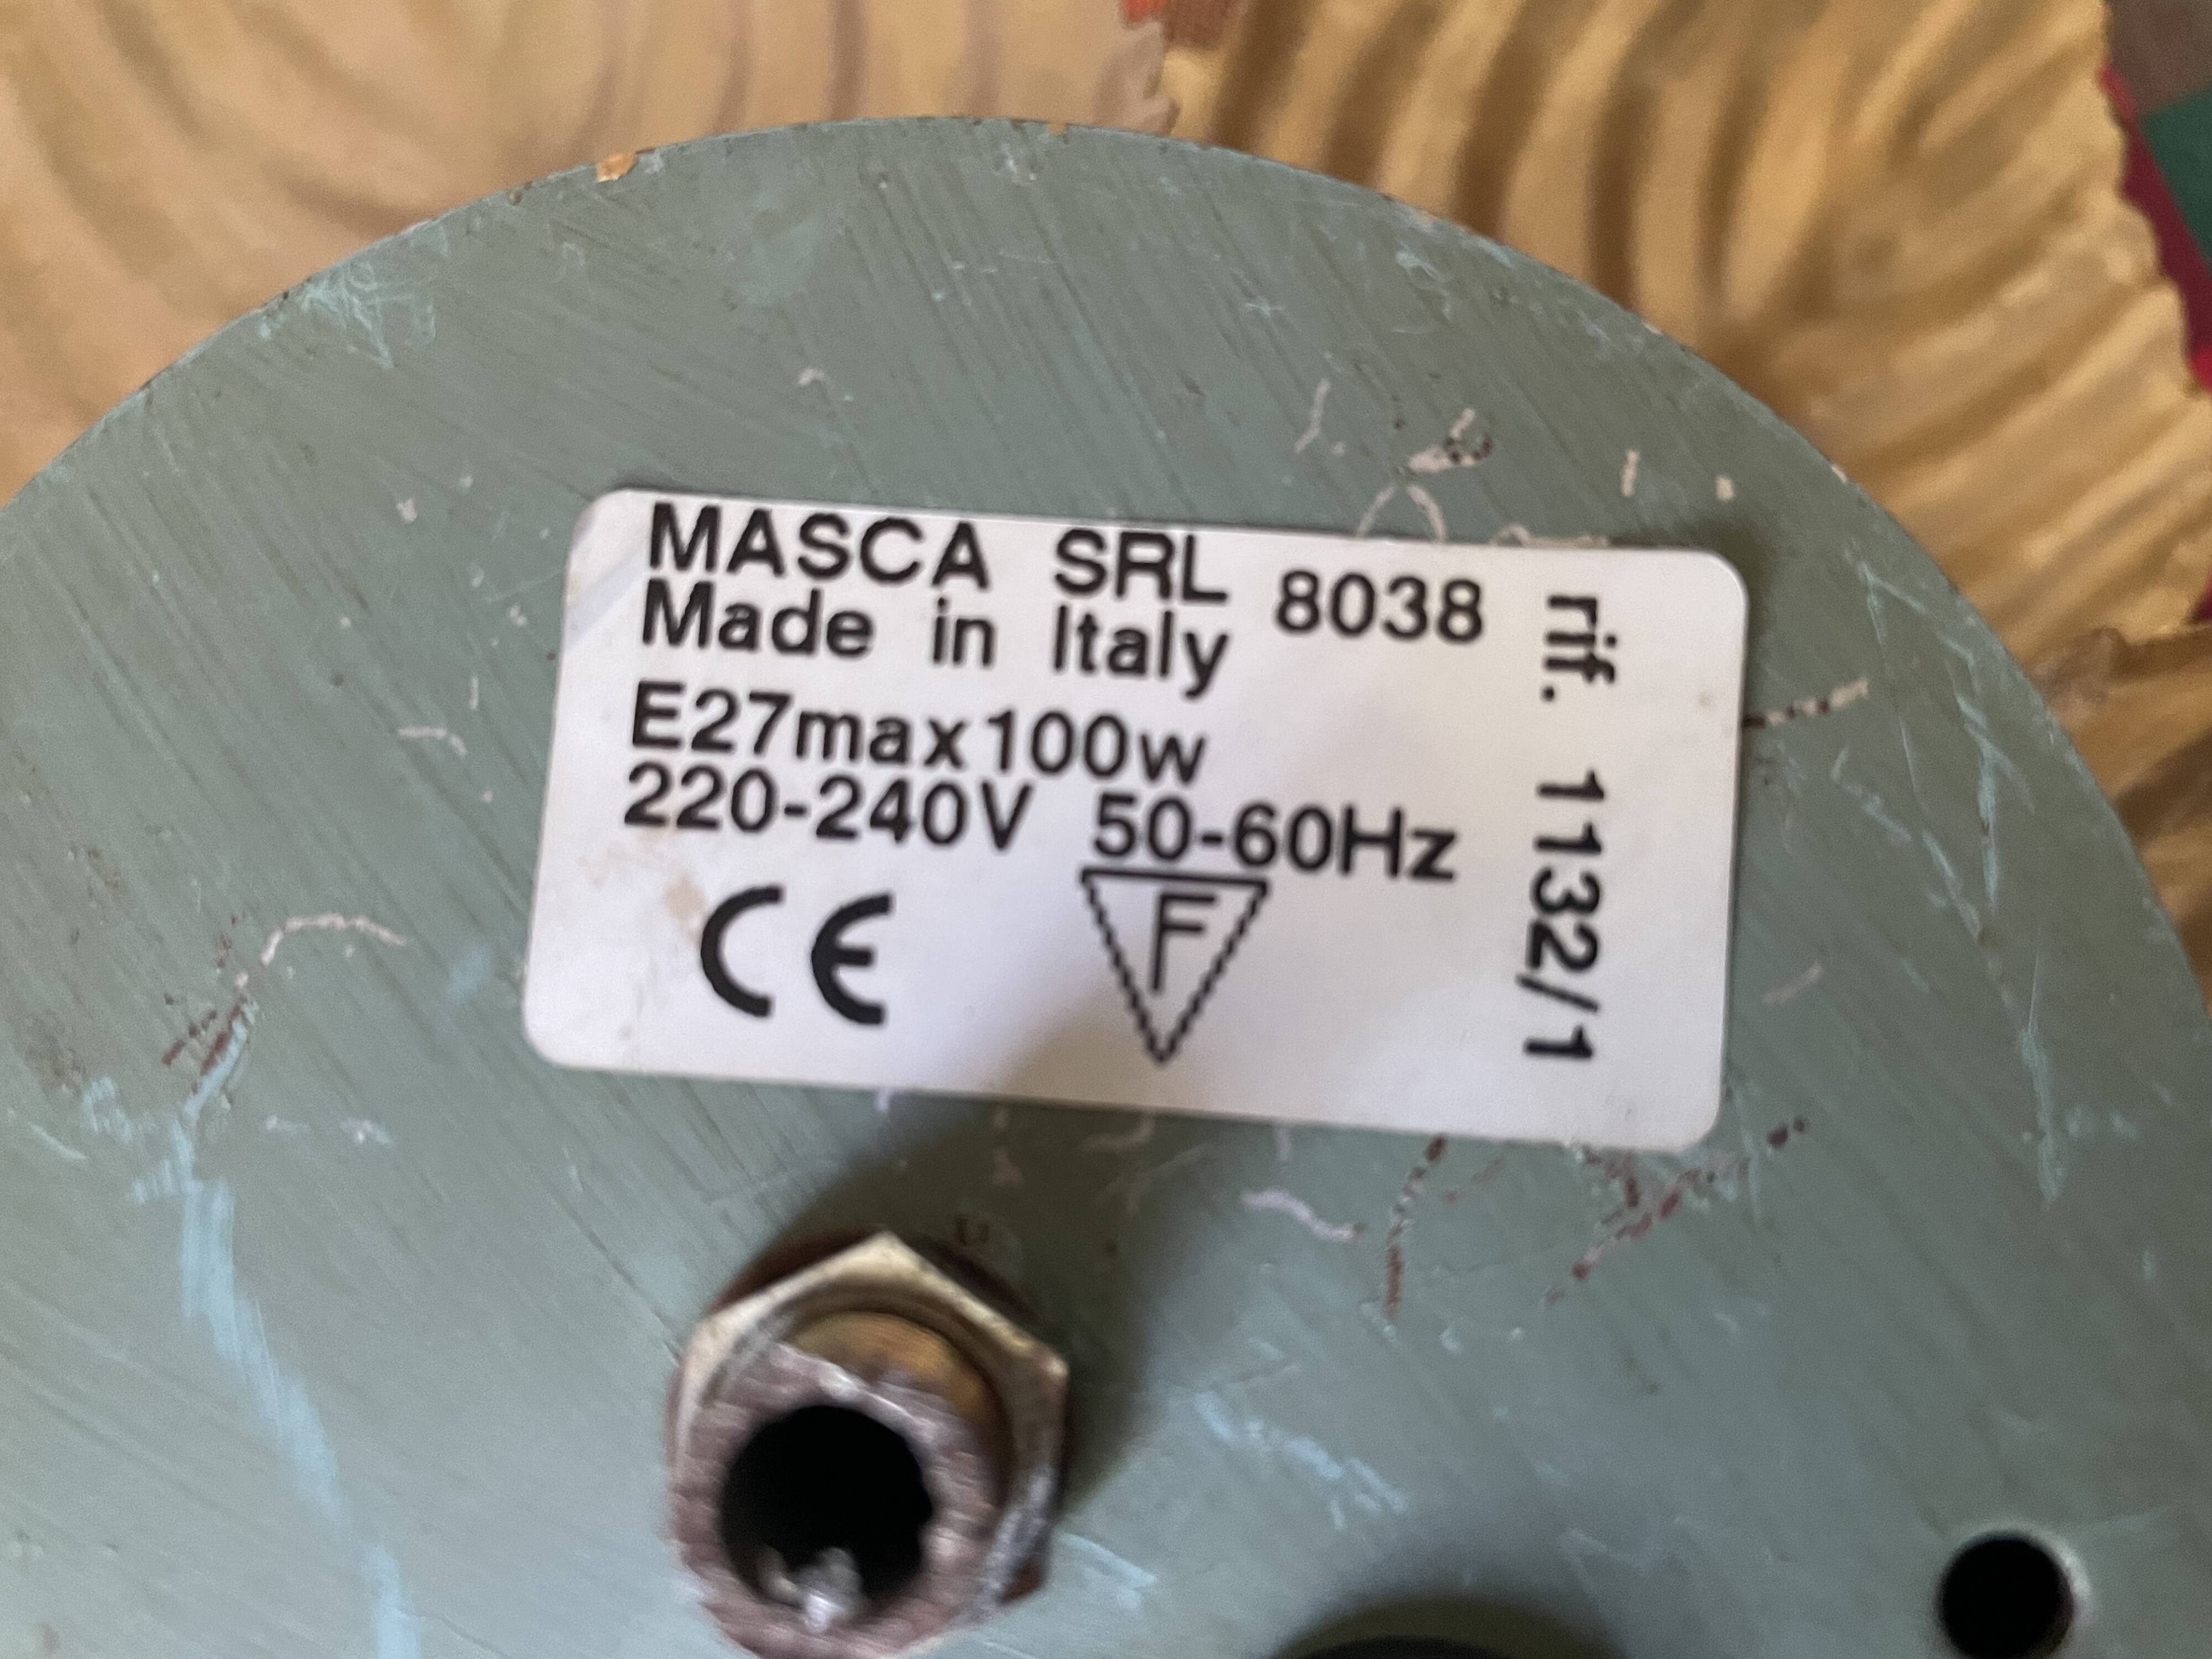 MASCA SRL 8038
Made in Italy
E27max100w
220-240V 50-60Hz
CE F
rif. 1132/1